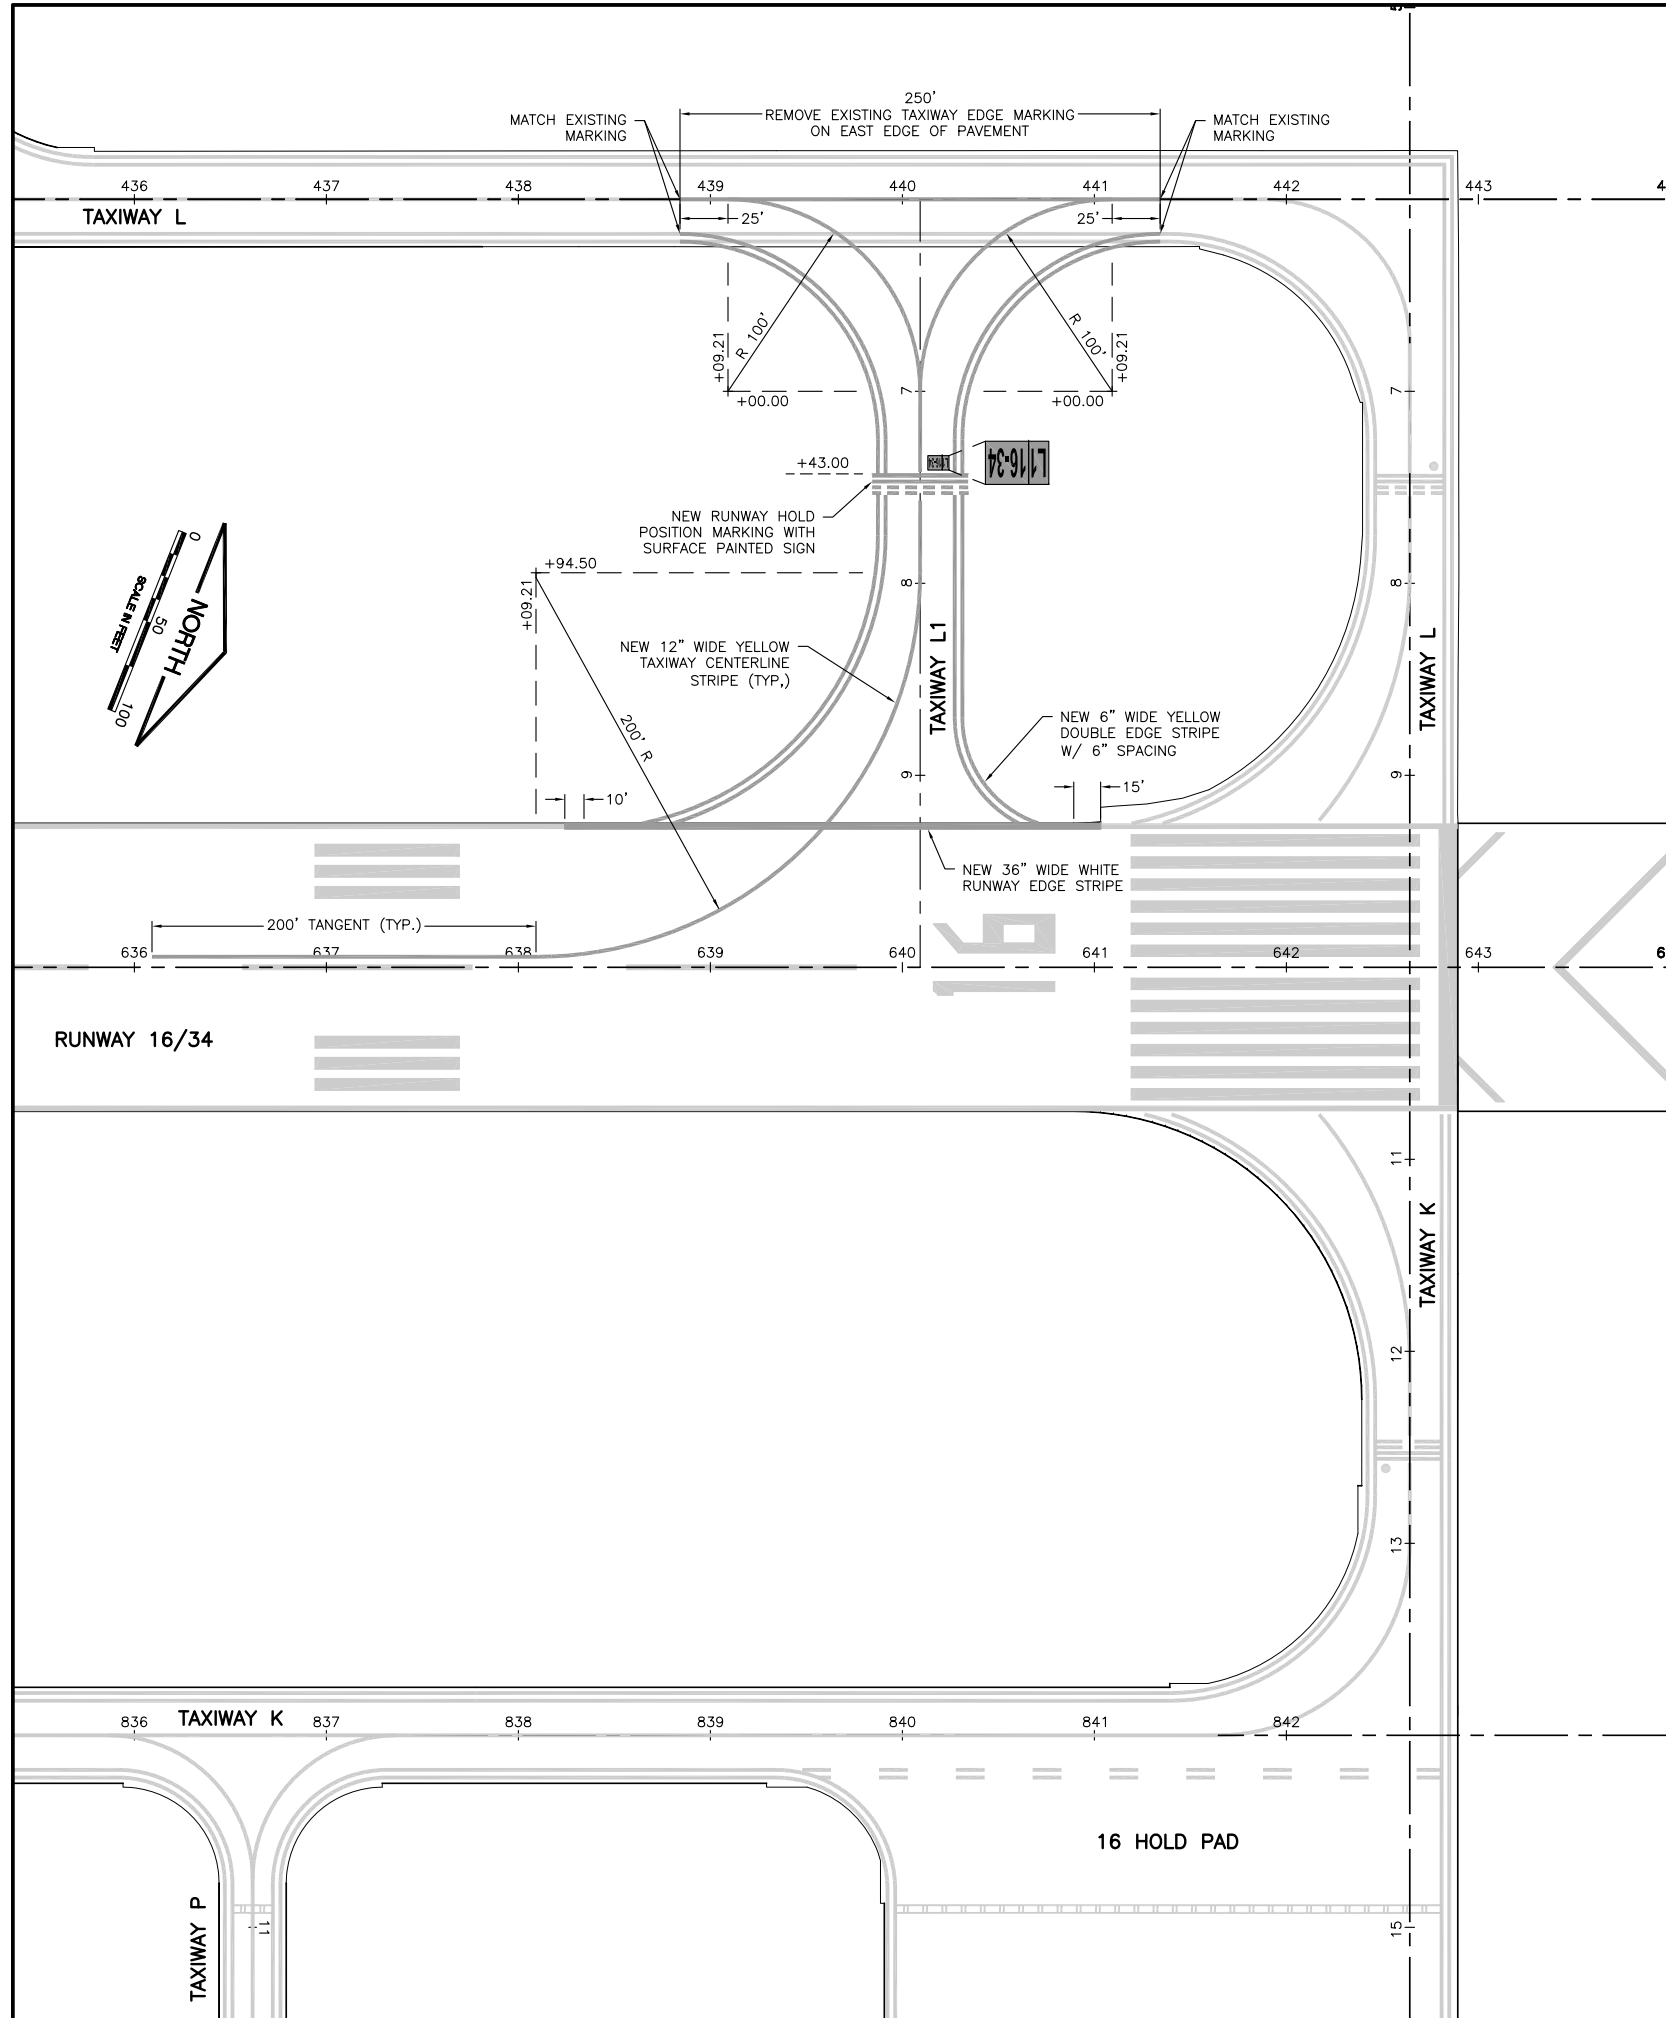 250'
REMOVE EXISTING TAXIWAY EDGE MARKING
ON EAST EDGE OF PAVEMENT
MATCH EXISTING
MARKING
MATCH EXISTING
MARKING
436
437
438
439
440
441
442
443
TAXIWAY L
25'
25'
R 100'
R 100'
+09.21
+09.21
+00.00
+00.00
7
7
+43.00
L1 16-34
L1 16-34
NEW RUNWAY HOLD
POSITION MARKING WITH
SURFACE PAINTED SIGN
+94.50
+09.21
8
8
0
50
100
SCALE IN FEET
NORTH
NEW 12" WIDE YELLOW
TAXIWAY CENTERLINE
STRIPE (TYP,)
TAXIWAY L1
TAXIWAY L
200' R
NEW 6" WIDE YELLOW
DOUBLE EDGE STRIPE
W/ 6" SPACING
9
9
10'
15'
NEW 36" WIDE WHITE
RUNWAY EDGE STRIPE
200' TANGENT (TYP.)
16
636
637
638
639
640
641
642
643
6
RUNWAY 16/34
11
TAXIWAY K
12
13
TAXIWAY K
836
837
838
839
840
841
842
16 HOLD PAD
TAXIWAY P
11
15